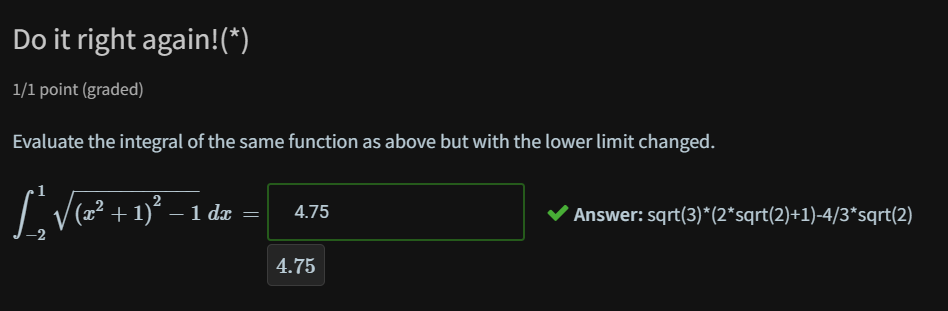 Do it right again!(*)
1/1 point (graded)
Evaluate the integral of the same function as above but with the lower limit changed.
∫_{-2}^{1} √((x² + 1)² − 1) dx = 4.75 ✔ Answer: sqrt(3)*(2*sqrt(2)+1)-4/3*sqrt(2)
4.75